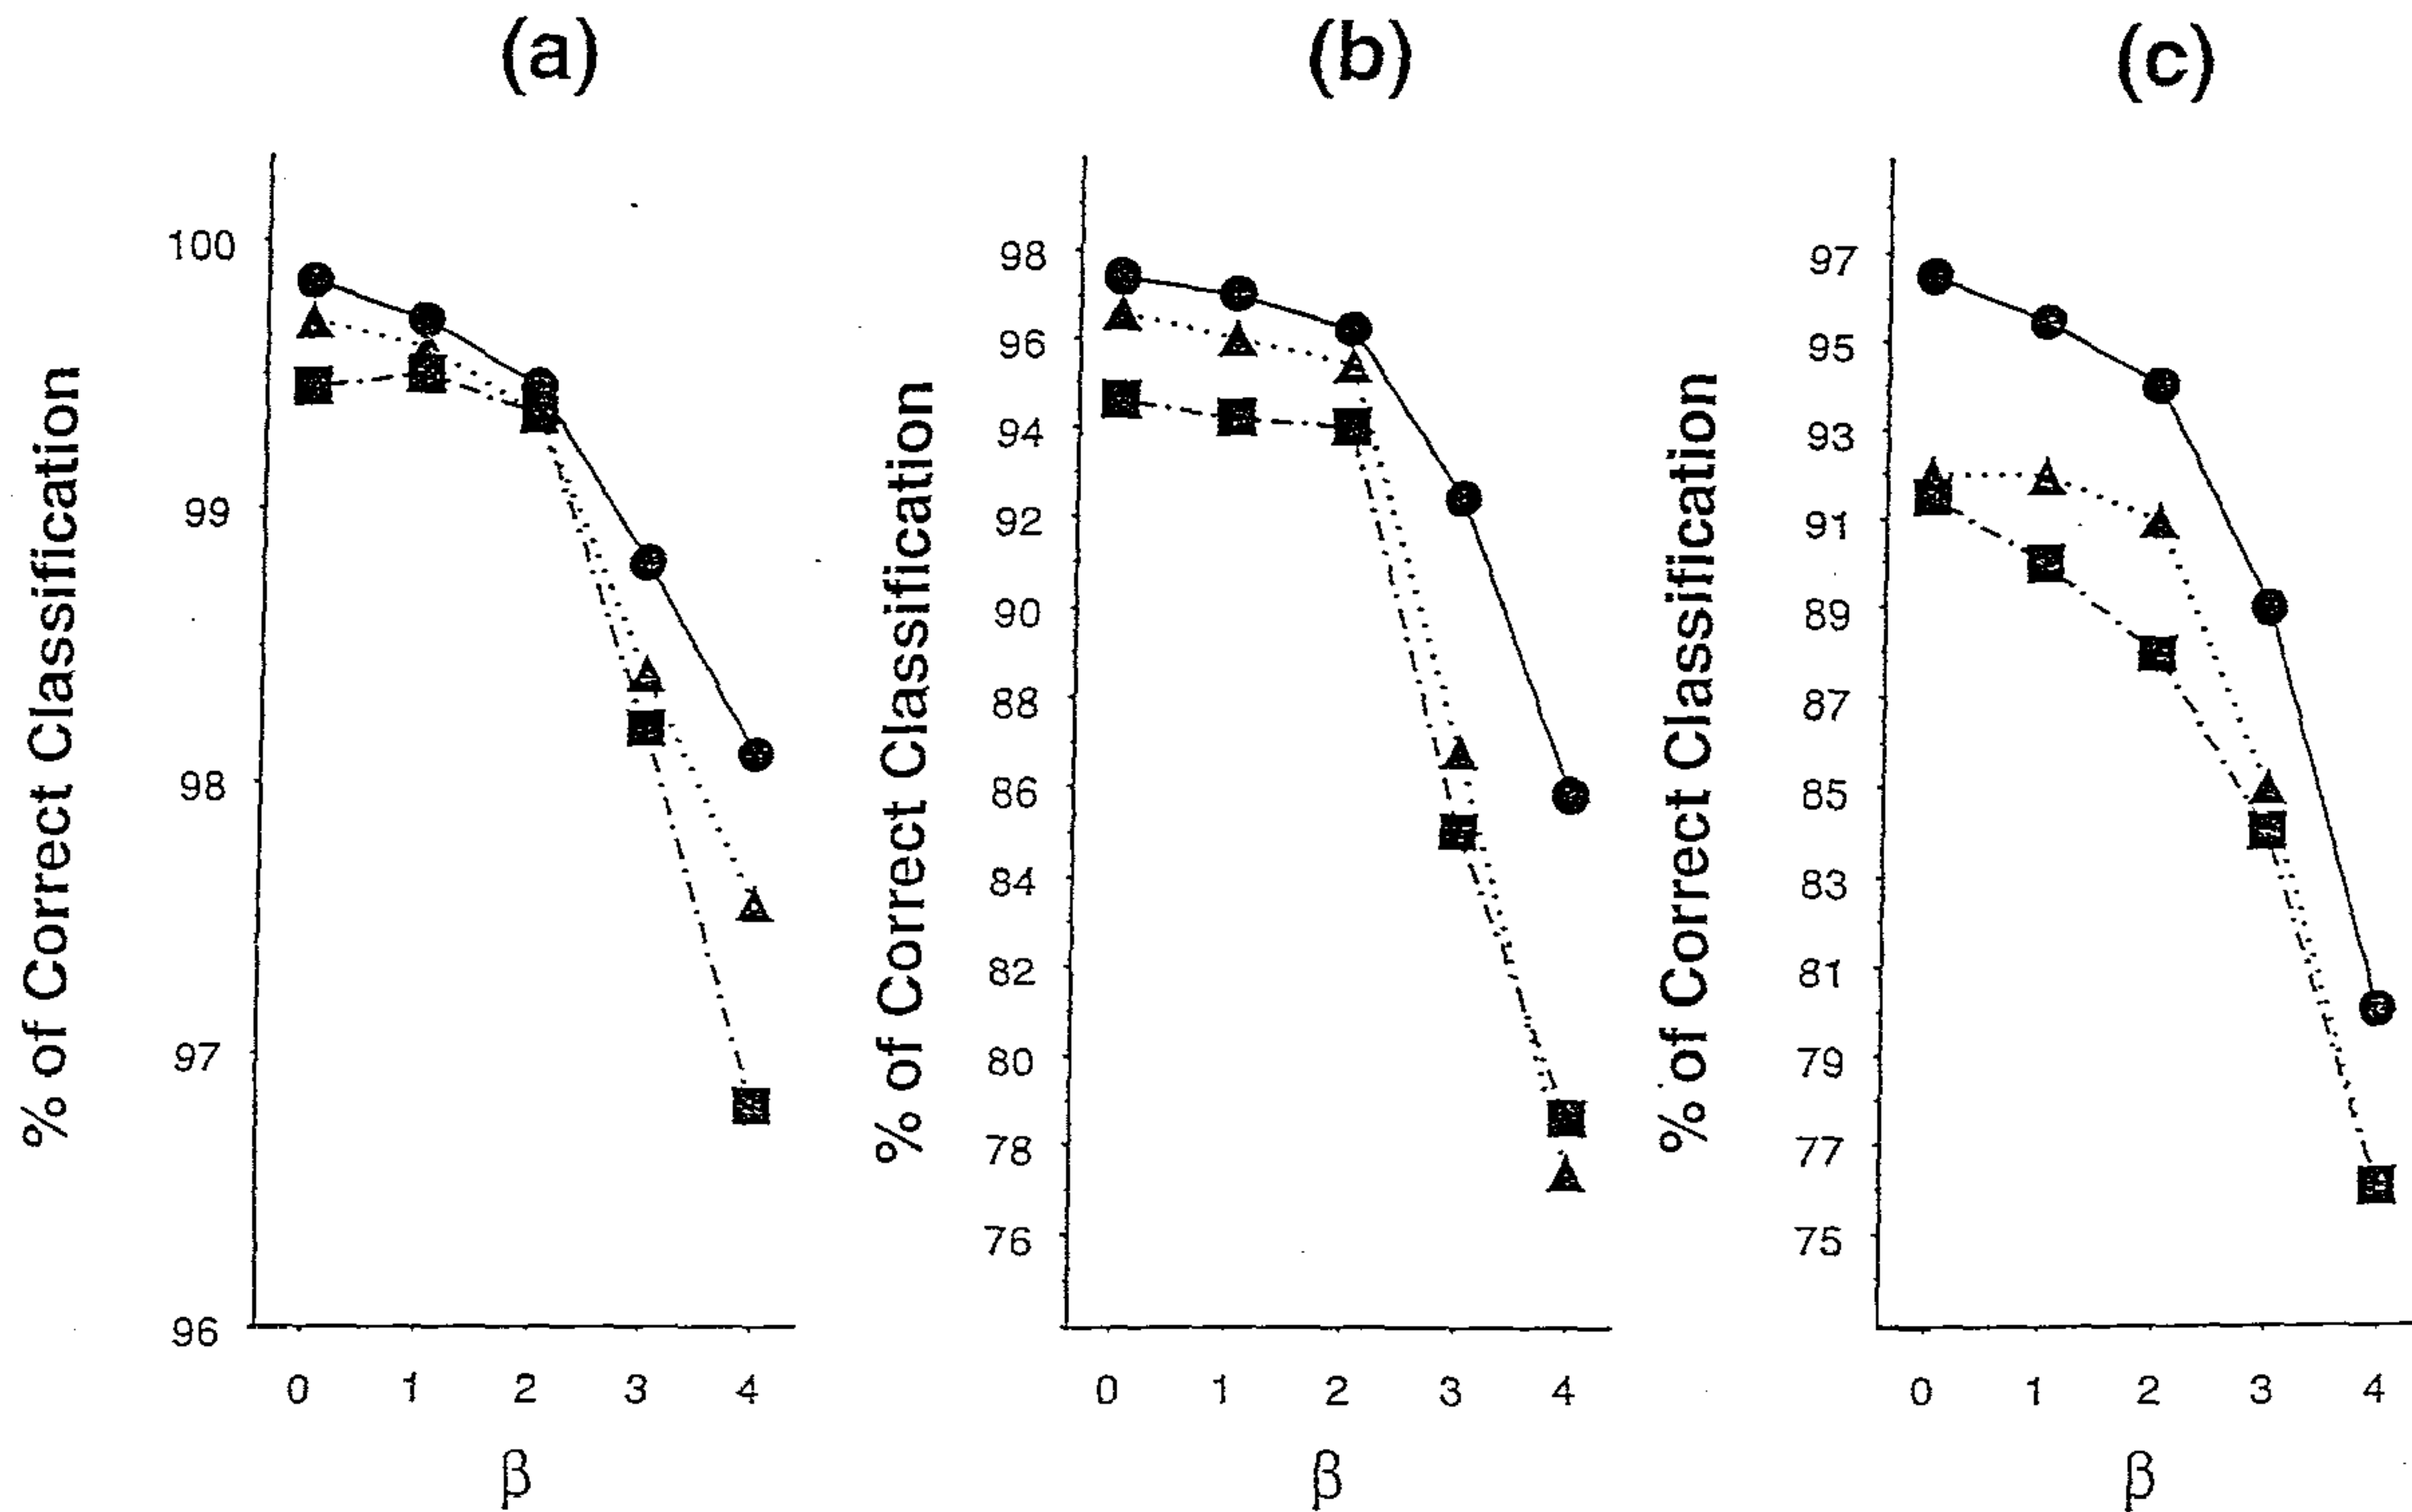 (a)
% of Correct Classification
100
99
98
97
96
0 1 2 3 4
β
(b)
% of Correct Classification
98
96
94
92
90
88
86
84
82
80
78
76
0 1 2 3 4
β
(c)
% of Correct Classification
97
95
93
91
89
87
85
83
81
79
77
75
0 1 2 3 4
β